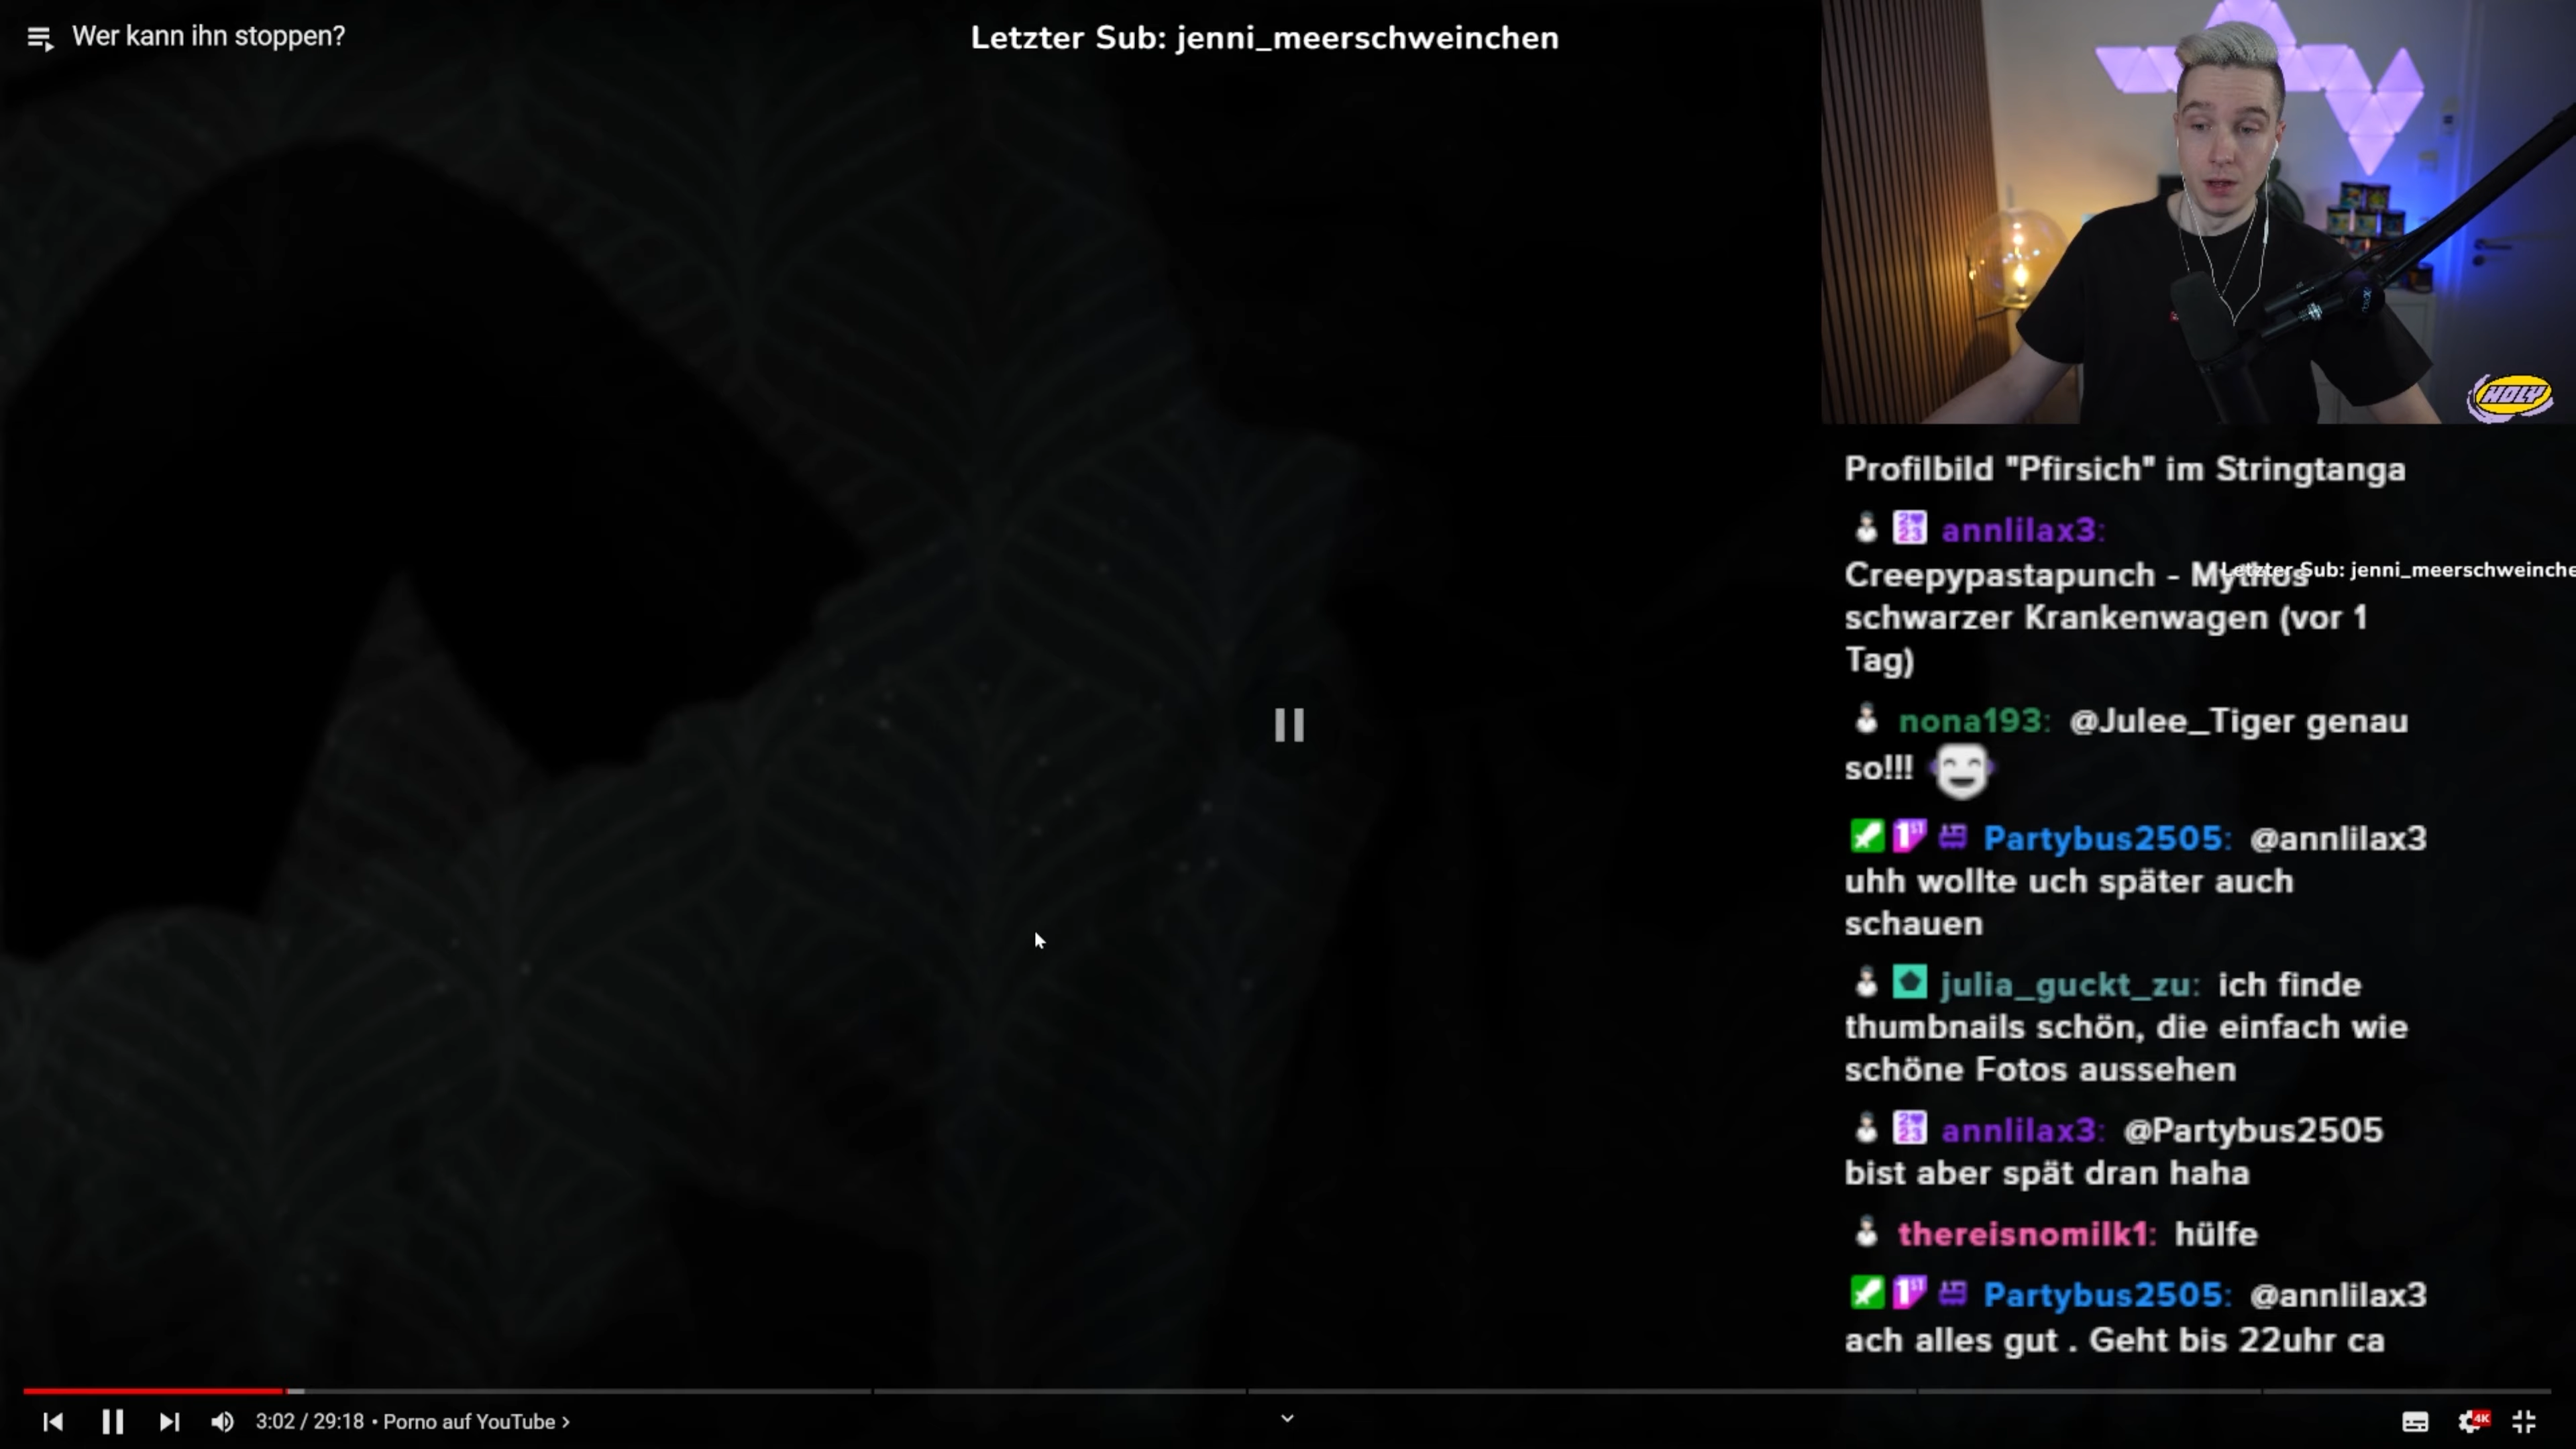 Wer kann ihn stoppen?
Letzter Sub: jenni_meerschweinchen
HOLY
Profilbild "Pfirsich" im Stringtanga
annlilax3:
Creepypastapunch - Mythos
Letzter Sub: jenni_meerschweinche
schwarzer Krankenwagen (vor 1
Tag)
nona193: @Julee_Tiger genau
so!!!
Partybus2505: @annlilax3
uhh wollte uch später auch
schauen
julia_guckt_zu: ich finde
thumbnails schön, die einfach wie
schöne Fotos aussehen
annlilax3: @Partybus2505
bist aber spät dran haha
thereisnomilk1: hülfe
Partybus2505: @annlilax3
ach alles gut . Geht bis 22uhr ca
3:02 / 29:18 • Porno auf YouTube ›
4K